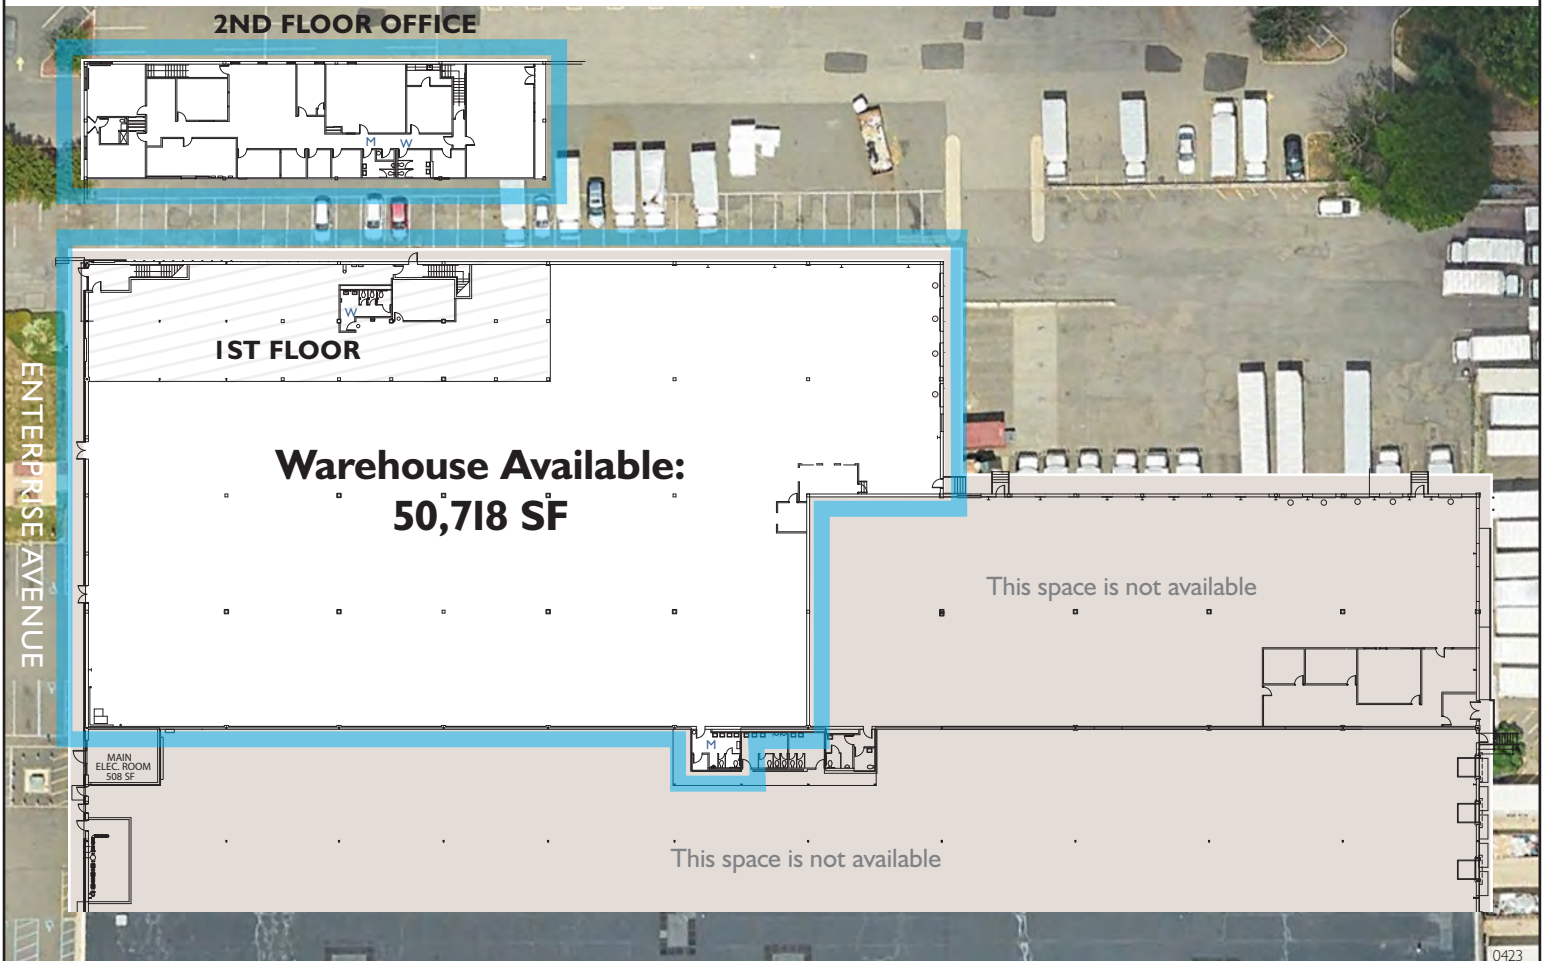 2ND FLOOR OFFICE
M W
W
1ST FLOOR
ENTERPRISE AVENUE
Warehouse Available:
50,718 SF
This space is not available
M
MAIN
ELEC. ROOM
508 SF
This space is not available
0423